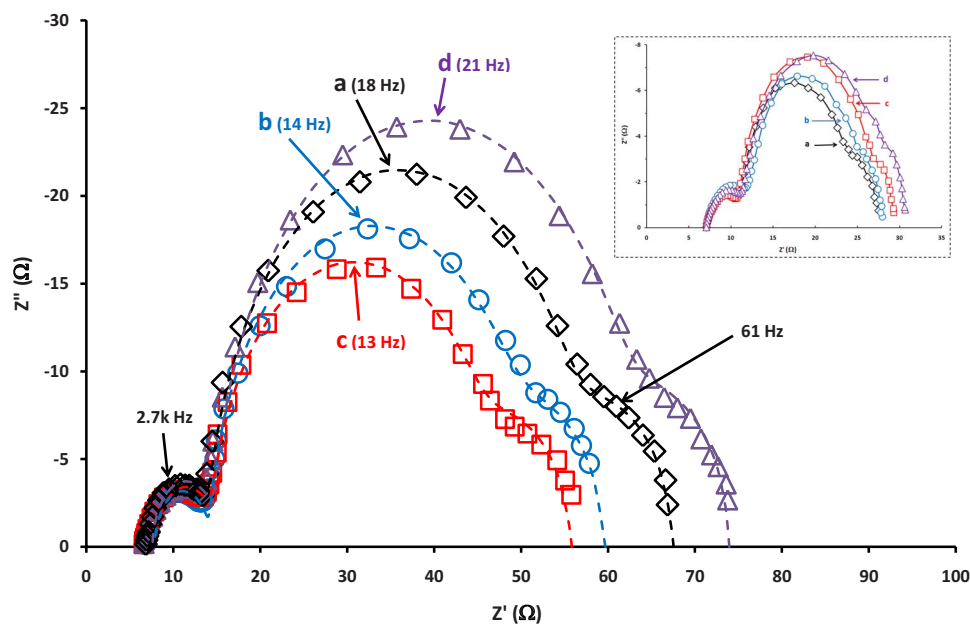 -30
-25
-20
-15
-10
-5
0
Z'' (Ω)
0 10 20 30 40 50 60 70 80 90 100
Z' (Ω)
d (21 Hz)
a (18 Hz)
b (14 Hz)
c (13 Hz)
61 Hz
2.7k Hz
-8
-6
-4
-2
0
Z'' (Ω)
0 5 10 15 20 25 30 35
Z' (Ω)
d
c
b
a